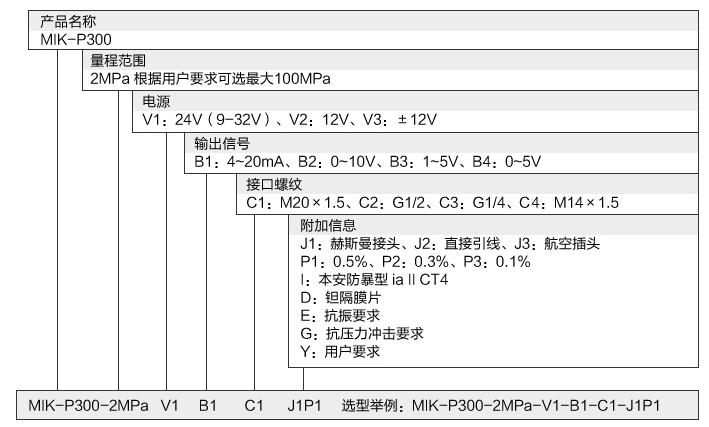 产品名称
MIK-P300
量程范围
2MPa 根据用户要求可选最大100MPa
电源
V1：24V（9-32V）、V2：12V、V3：±12V
输出信号
B1：4~20mA、B2：0~10V、B3：1~5V、B4：0~5V
接口螺纹
C1：M20×1.5、C2：G1/2、C3：G1/4、C4：M14×1.5
附加信息
J1：赫斯曼接头、J2：直接引线、J3：航空插头
P1：0.5%、P2：0.3%、P3：0.1%
I：本安防暴型 ia II CT4
D：钽隔膜片
E：抗振要求
G：抗压力冲击要求
Y：用户要求
MIK-P300-2MPa V1 B1 C1 J1P1 选型举例：MIK-P300-2MPa-V1-B1-C1-J1P1